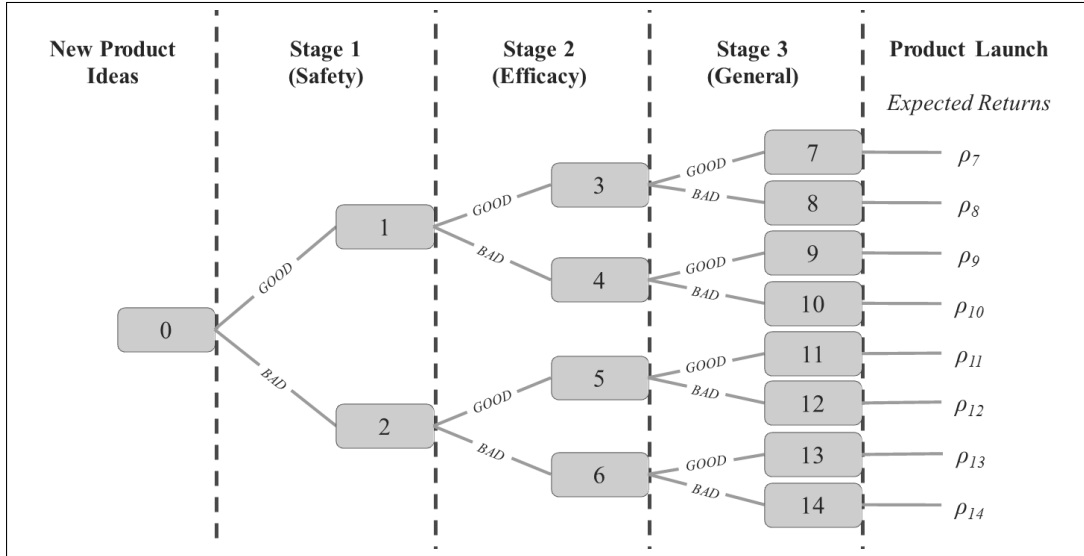 New Product
Ideas
Stage 1
(Safety)
Stage 2
(Efficacy)
Stage 3
(General)
Product Launch
Expected Returns
0
GOOD
BAD
1
2
GOOD
BAD
GOOD
BAD
3
4
5
6
GOOD
BAD
GOOD
BAD
GOOD
BAD
GOOD
BAD
7
8
9
10
11
12
13
14
ρ7
ρ8
ρ9
ρ10
ρ11
ρ12
ρ13
ρ14